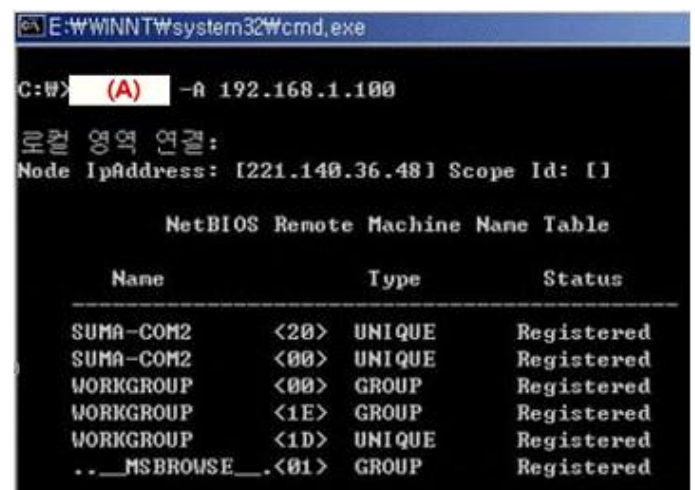 E:₩WINNT₩system32₩cmd.exe
C:₩> (A) -A 192.168.1.100
로컬 영역 연결:
Node IpAddress: [221.140.36.48] Scope Id: []
NetBIOS Remote Machine Name Table
Name Type Status
---------------------------------------------
SUMA-COM2 <20> UNIQUE Registered
SUMA-COM2 <00> UNIQUE Registered
WORKGROUP <00> GROUP Registered
WORKGROUP <1E> GROUP Registered
WORKGROUP <1D> UNIQUE Registered
..__MSBROWSE__.<01> GROUP Registered